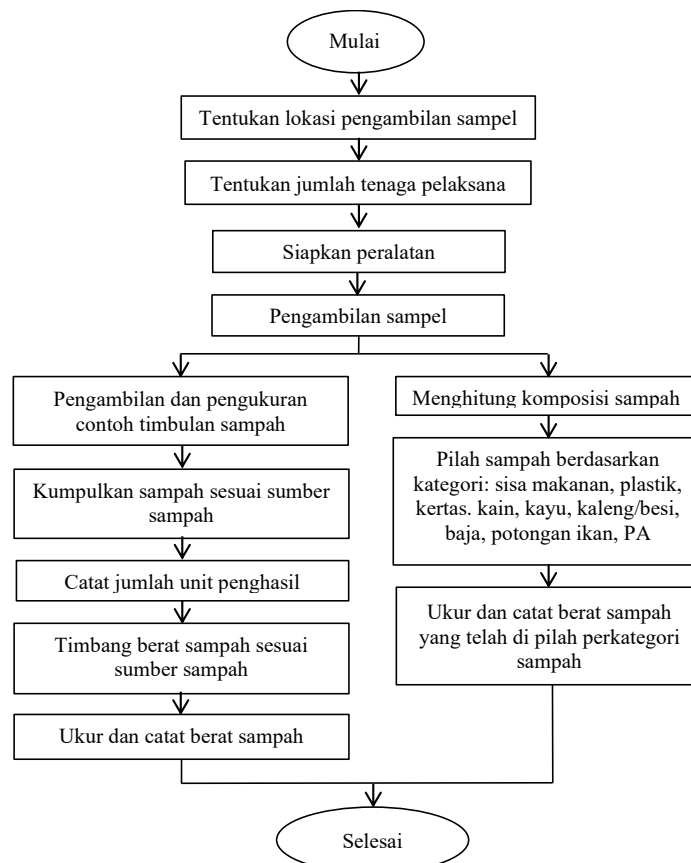 Mulai
Tentukan lokasi pengambilan sampel
Tentukan jumlah tenaga pelaksana
Siapkan peralatan
Pengambilan sampel
Pengambilan dan pengukuran
contoh timbulan sampah
Kumpulkan sampah sesuai sumber
sampah
Catat jumlah unit penghasil
Timbang berat sampah sesuai
sumber sampah
Ukur dan catat berat sampah
Menghitung komposisi sampah
Pilah sampah berdasarkan
kategori: sisa makanan, plastik,
kertas. kain, kayu, kaleng/besi,
baja, potongan ikan, PA
Ukur dan catat berat sampah
yang telah di pilah perkategori
sampah
Selesai